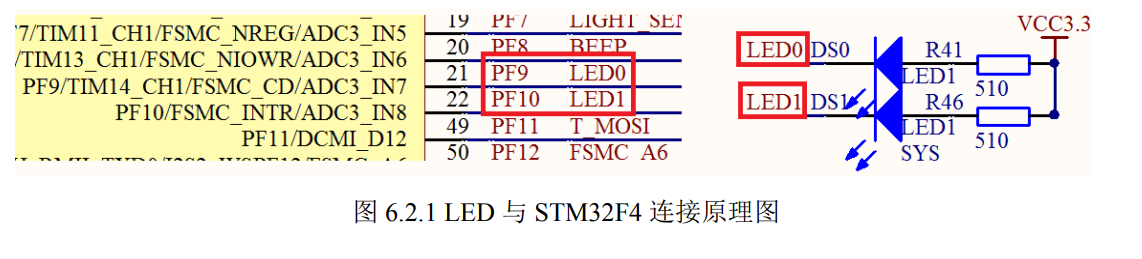 19 PF7 LIGHT_SEN
7/TIM11_CH1/FSMC_NREG/ADC3_IN5
20 PF8 BEEP
/TIM13_CH1/FSMC_NIOWR/ADC3_IN6
21 PF9 LED0
PF9/TIM14_CH1/FSMC_CD/ADC3_IN7
22 PF10 LED1
PF10/FSMC_INTR/ADC3_IN8
49 PF11 T_MOSI
PF11/DCMI_D12
50 PF12 FSMC_A6
VCC3.3
LED0 DS0 R41
LED1 510
LED1 DS1 R46
LED1 510
SYS
图 6.2.1 LED 与 STM32F4 连接原理图